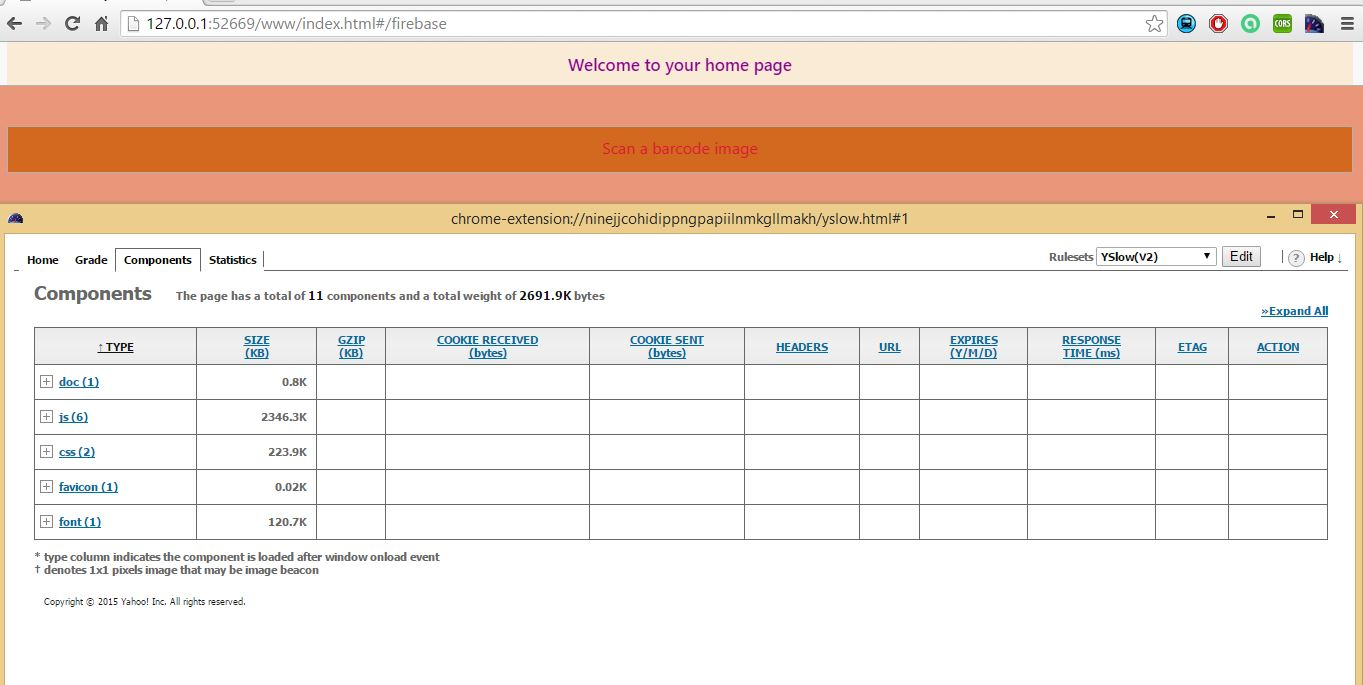 127.0.0.1:52669/www/index.html#/firebase
CORS
Welcome to your home page
Scan a barcode image
chrome-extension://ninejjcohidippngpapiilnmkgllmakh/yslow.html#1
Home Grade Components Statistics Rulesets YSlow(V2) Edit ? Help ↓
Components The page has a total of 11 components and a total weight of 2691.9K bytes
»Expand All
↑ TYPE SIZE (KB) GZIP (KB) COOKIE RECEIVED (bytes) COOKIE SENT (bytes) HEADERS URL EXPIRES (Y/M/D) RESPONSE TIME (ms) ETAG ACTION
doc (1) 0.8K
js (6) 2346.3K
css (2) 223.9K
favicon (1) 0.02K
font (1) 120.7K
* type column indicates the component is loaded after window onload event
† denotes 1x1 pixels image that may be image beacon
Copyright © 2015 Yahoo! Inc. All rights reserved.